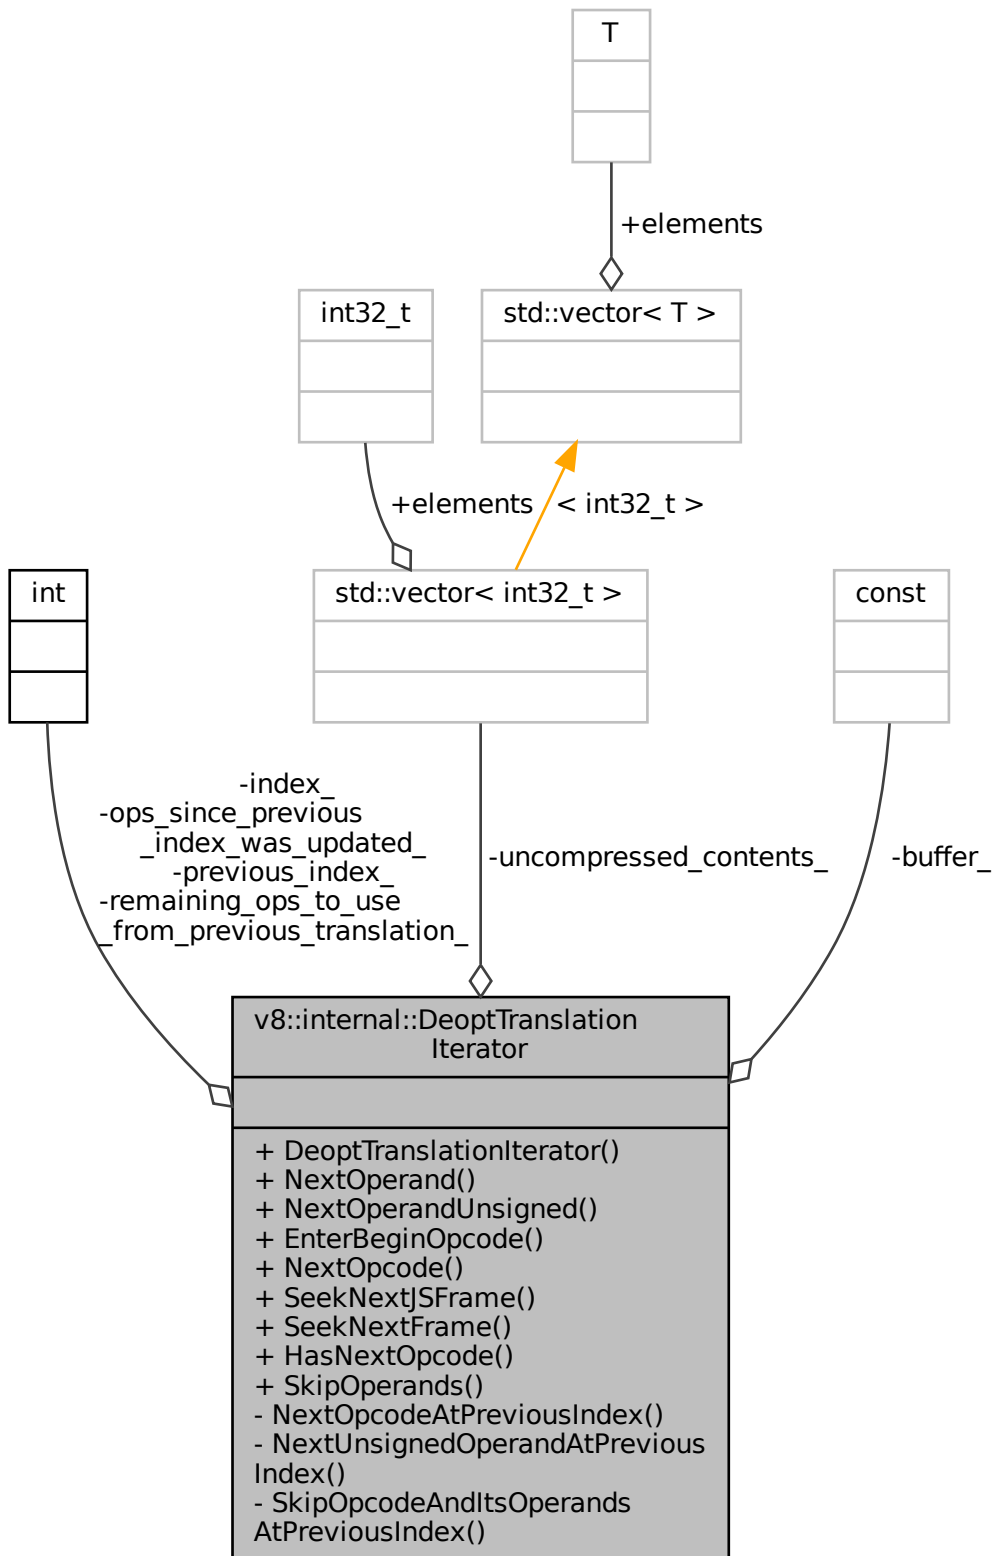 T
+elements
int32_t
std::vector< T >
+elements
< int32_t >
int
std::vector< int32_t >
const
-index_
-ops_since_previous
_index_was_updated_
-previous_index_
-remaining_ops_to_use
_from_previous_translation_
-uncompressed_contents_
-buffer_
v8::internal::DeoptTranslation
Iterator
+ DeoptTranslationIterator()
+ NextOperand()
+ NextOperandUnsigned()
+ EnterBeginOpcode()
+ NextOpcode()
+ SeekNextJSFrame()
+ SeekNextFrame()
+ HasNextOpcode()
+ SkipOperands()
- NextOpcodeAtPreviousIndex()
- NextUnsignedOperandAtPrevious
Index()
- SkipOpcodeAndItsOperands
AtPreviousIndex()